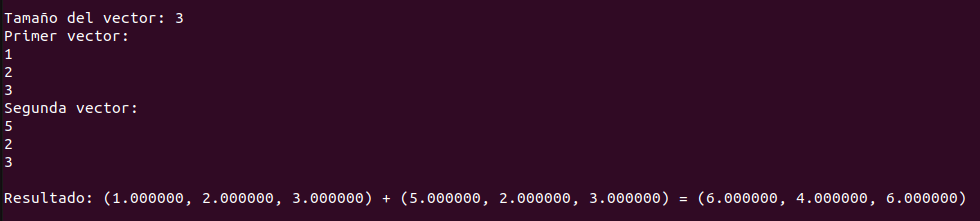 Tamaño del vector: 3
Primer vector:
1
2
3
Segunda vector:
5
2
3
Resultado: (1.000000, 2.000000, 3.000000) + (5.000000, 2.000000, 3.000000) = (6.000000, 4.000000, 6.000000)